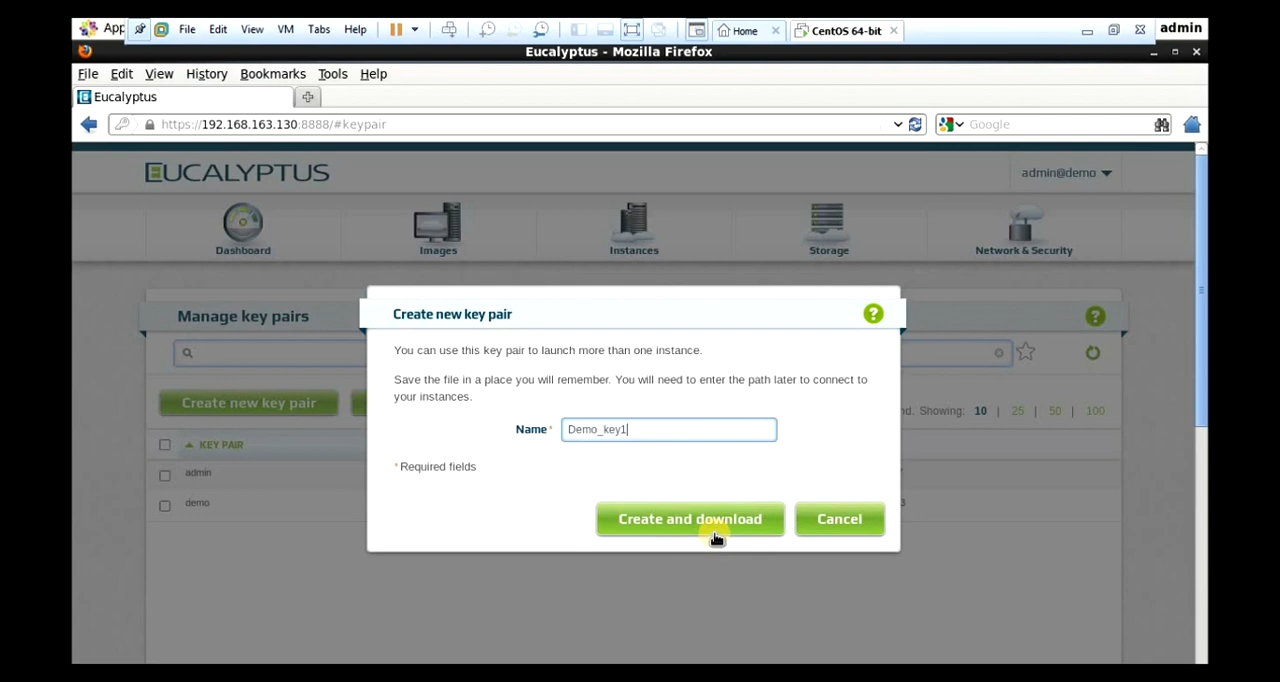 App File Edit View VM Tabs Help Home CentOS 64-bit admin
Eucalyptus - Mozilla Firefox
File Edit View History Bookmarks Tools Help
Eucalyptus
https://192.168.163.130:8888/#keypair Google
EUCALYPTUS admin@demo
Dashboard Images Instances Storage Network & Security
Manage key pairs Create new key pair ? ?
You can use this key pair to launch more than one instance.
Save the file in a place you will remember. You will need to enter the path later to connect to
your instances.
Create new key pair nd. Showing: 10 | 25 | 50 | 100
Name * Demo_key1
KEY PAIR
* Required fields
admin
demo 3
Create and download Cancel